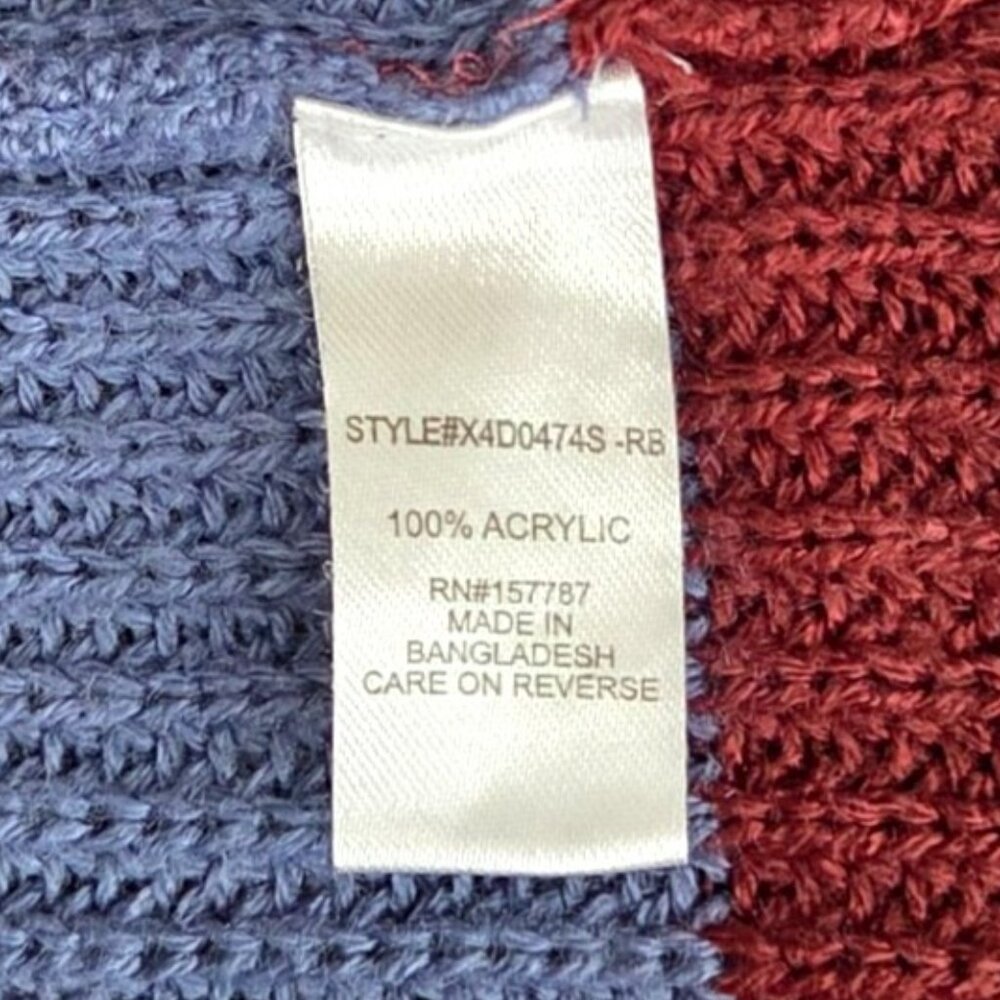 STYLE#X4D0474S -RB
100% ACRYLIC
RN#157787
MADE IN
BANGLADESH
CARE ON REVERSE